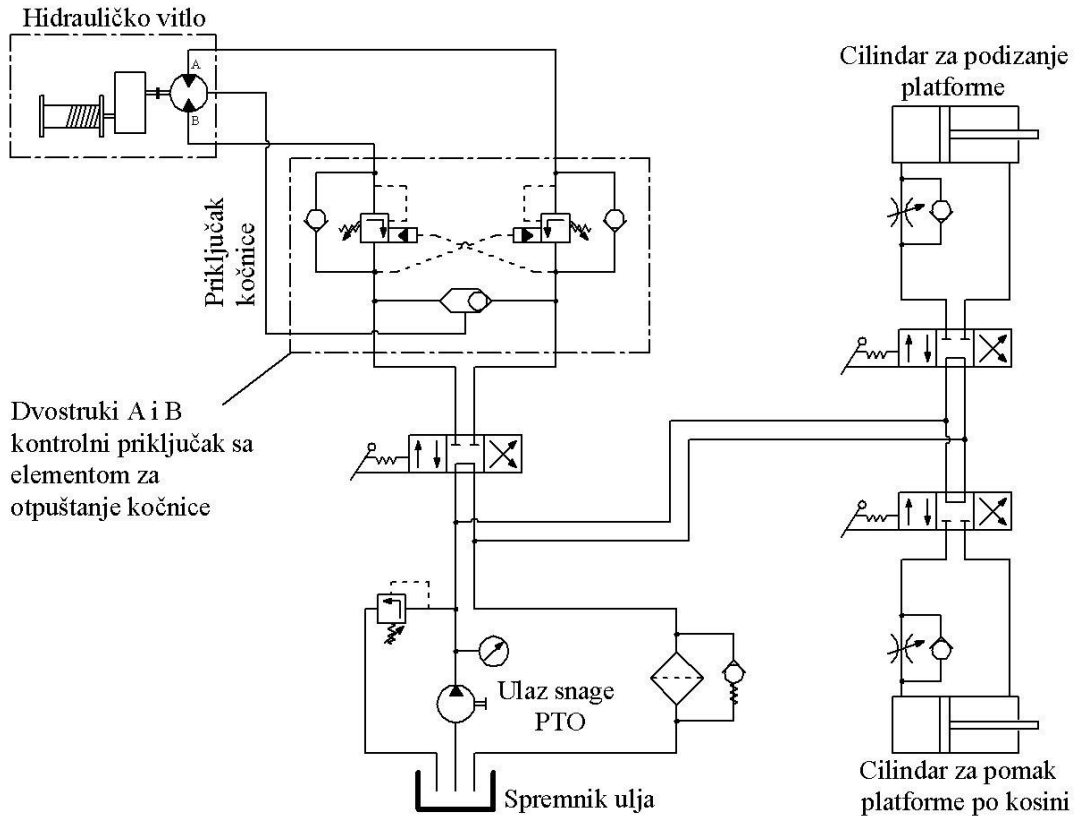 Hidrauličko vitlo
A
B
Priključak
kočnice
Dvostruki A i B
kontrolni priključak sa
elementom za
otpuštanje kočnice
Cilindar za podizanje
platforme
Ulaz snage
PTO
Spremnik ulja
Cilindar za pomak
platforme po kosini